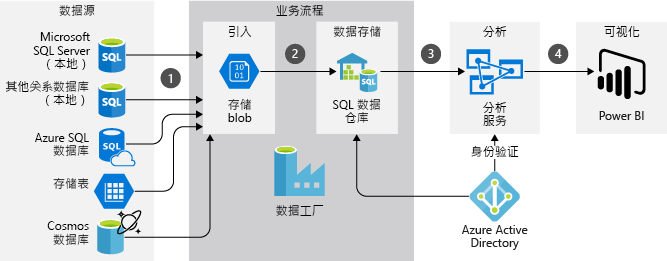 数据源
Microsoft
SQL Server
（本地）
SQL
其他关系数据库
（本地）
SQL
Azure SQL
数据库
SQL
存储表
Cosmos
数据库
1
业务流程
引入
10
01
存储
blob
2
数据存储
SQL
SQL 数据
仓库
数据工厂
3
分析
分析
服务
身份验证
Azure Active
Directory
4
可视化
Power BI